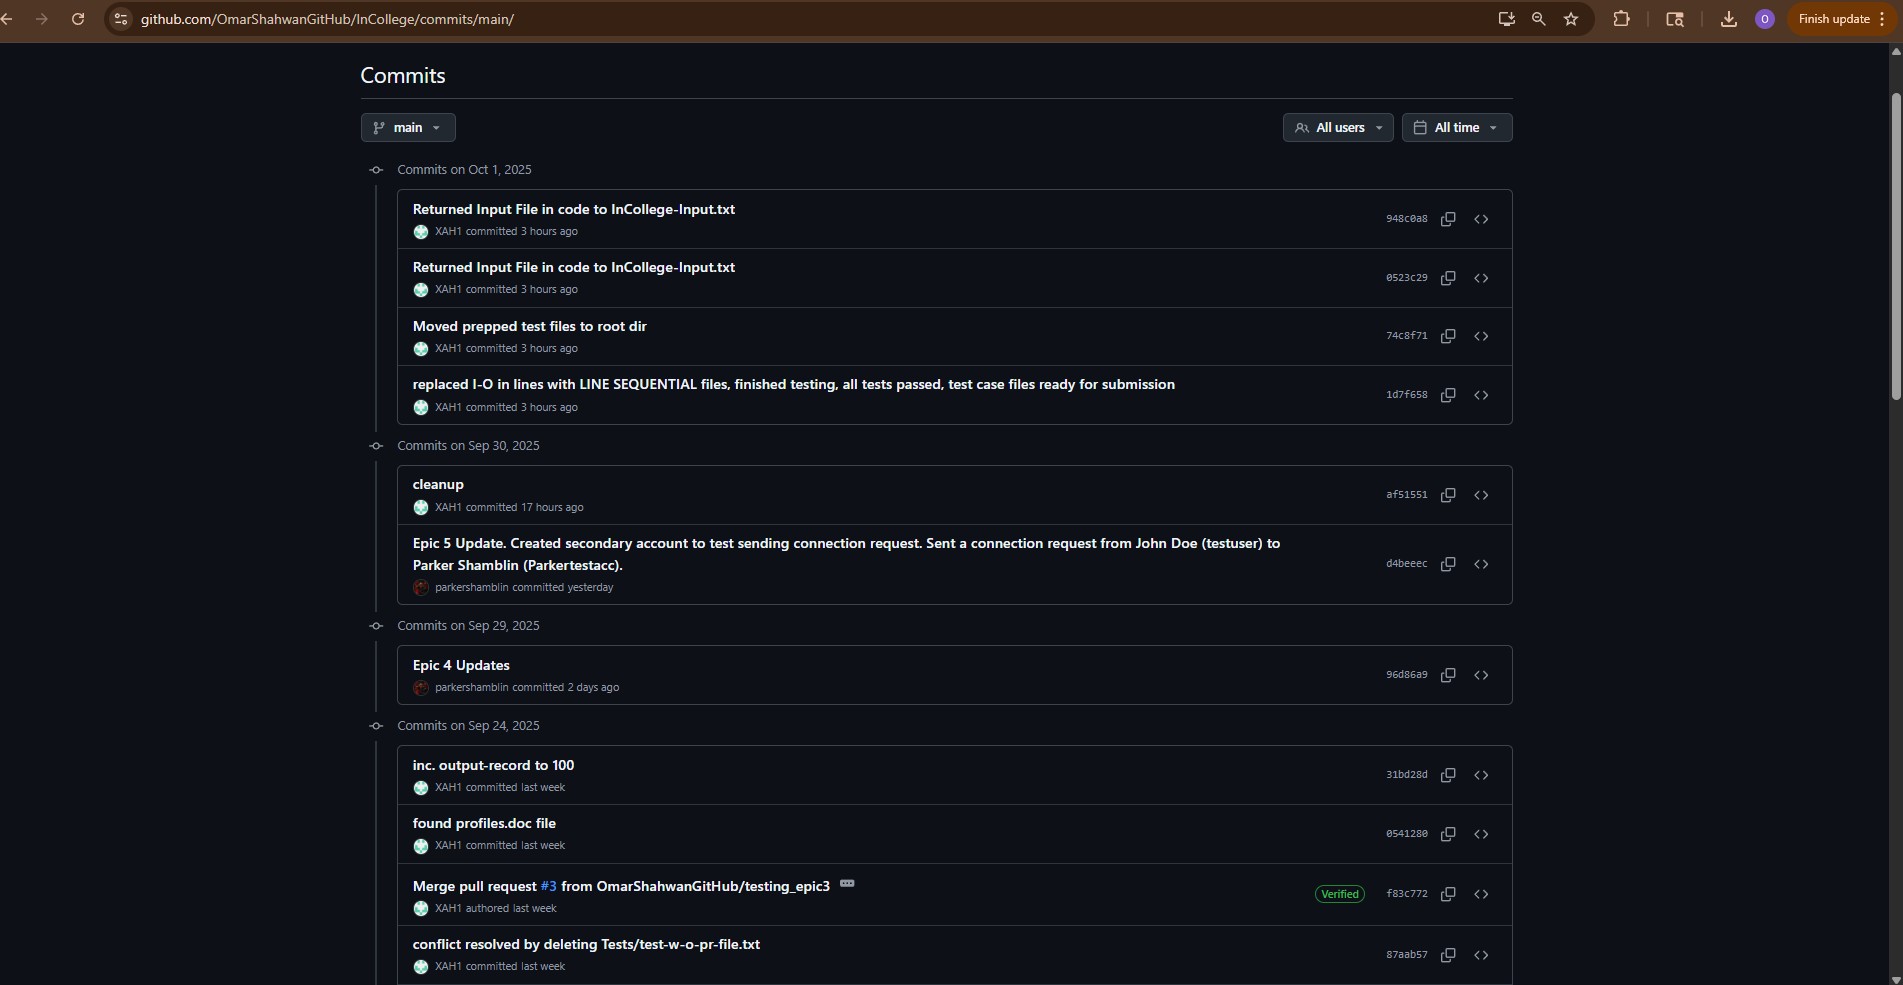 github.com/OmarShahwanGitHub/InCollege/commits/main/
O
Finish update
Commits
main
All users
All time
Commits on Oct 1, 2025
Returned Input File in code to InCollege-Input.txt
XAH1 committed 3 hours ago
948c0a8
Returned Input File in code to InCollege-Input.txt
XAH1 committed 3 hours ago
0523c29
Moved prepped test files to root dir
XAH1 committed 3 hours ago
74c8f71
replaced I-O in lines with LINE SEQUENTIAL files, finished testing, all tests passed, test case files ready for submission
XAH1 committed 3 hours ago
1d7f658
Commits on Sep 30, 2025
cleanup
XAH1 committed 17 hours ago
af51551
Epic 5 Update. Created secondary account to test sending connection request. Sent a connection request from John Doe (testuser) to
Parker Shamblin (Parkertestacc).
parkershamblin committed yesterday
d4beeec
Commits on Sep 29, 2025
Epic 4 Updates
parkershamblin committed 2 days ago
96d86a9
Commits on Sep 24, 2025
inc. output-record to 100
XAH1 committed last week
31bd28d
found profiles.doc file
XAH1 committed last week
0541280
Merge pull request #3 from OmarShahwanGitHub/testing_epic3
XAH1 authored last week
Verified
f83c772
conflict resolved by deleting Tests/test-w-o-pr-file.txt
XAH1 committed last week
87aab57